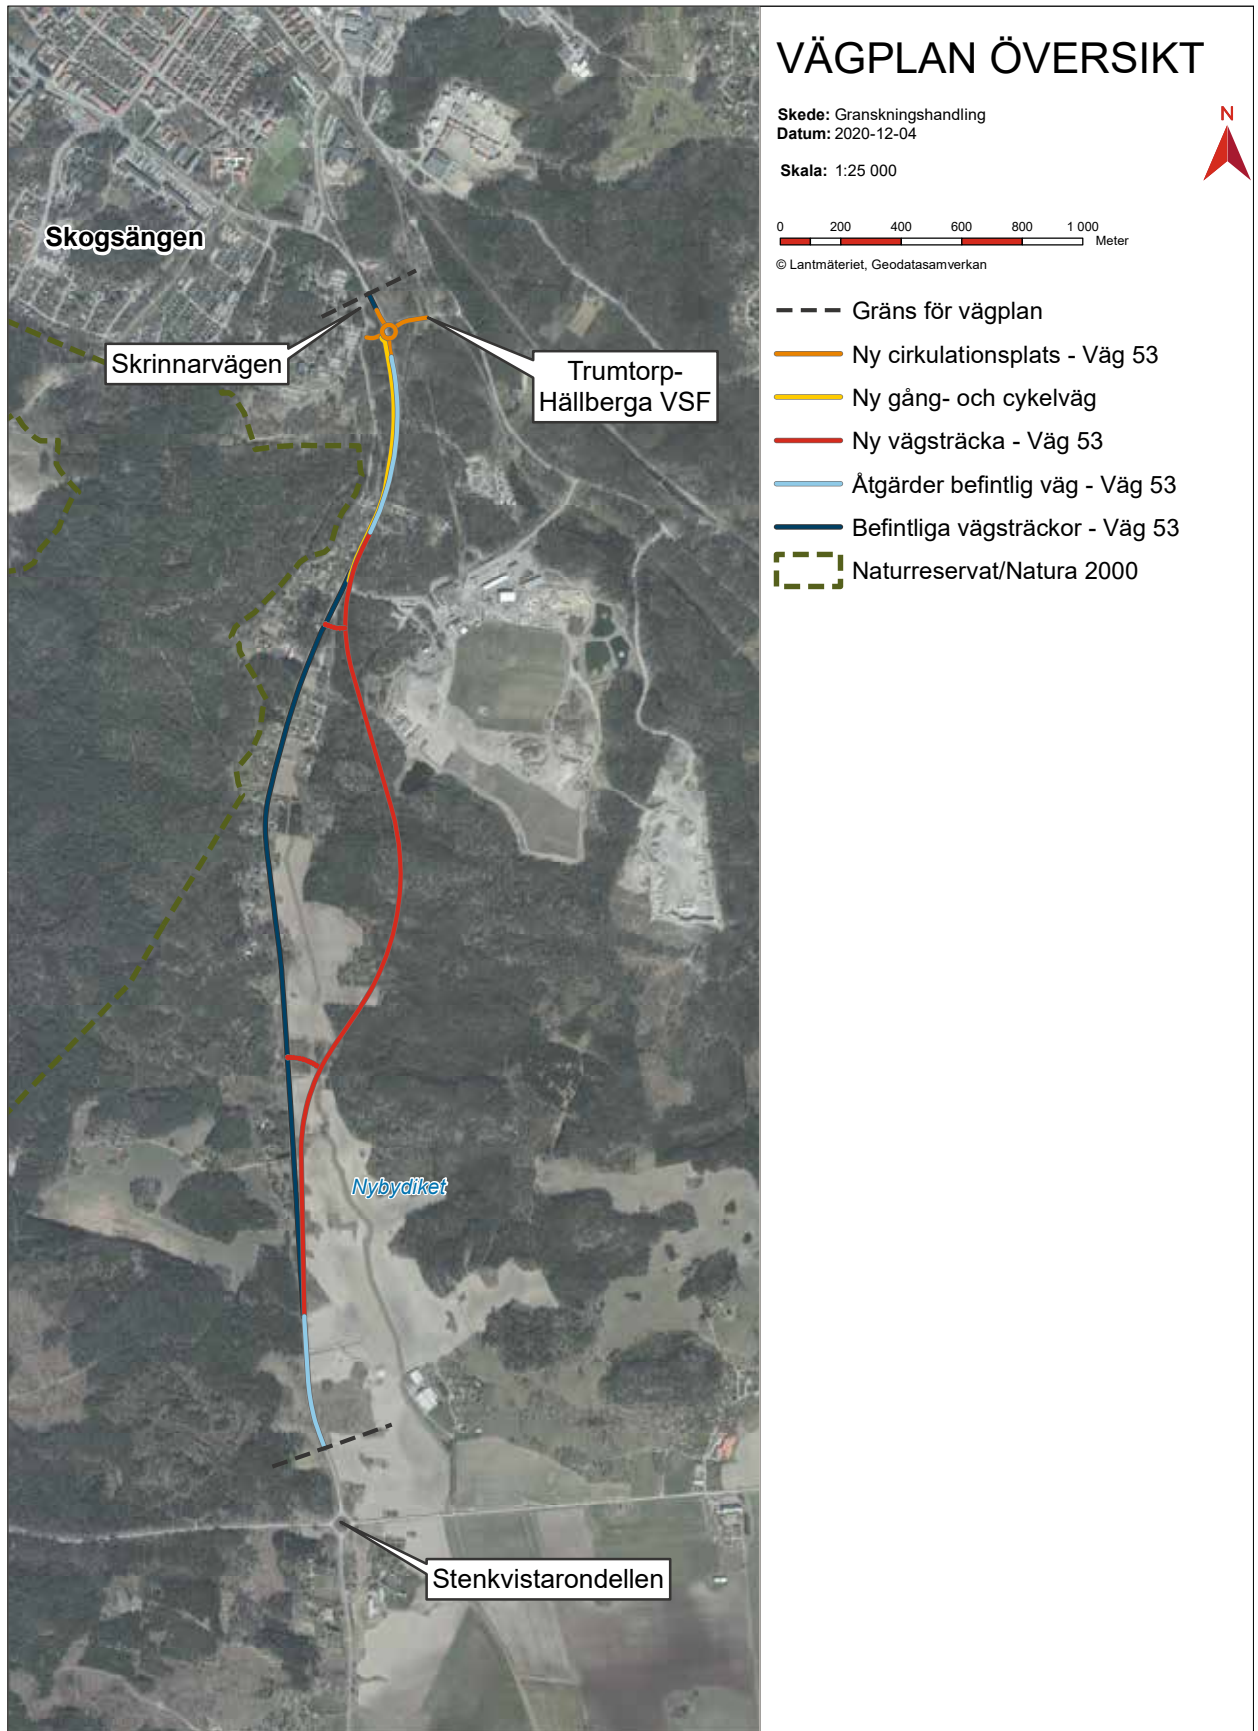 VÄGPLAN ÖVERSIKT
Skede: Granskningshandling
Datum: 2020-12-04
Skala: 1:25 000
N
0 200 400 600 800 1 000
Meter
© Lantmäteriet, Geodatasamverkan
Gräns för vägplan
Ny cirkulationsplats - Väg 53
Ny gång- och cykelväg
Ny vägsträcka - Väg 53
Åtgärder befintlig väg - Väg 53
Befintliga vägsträckor - Väg 53
Naturreservat/Natura 2000
Skogsängen
Skrinnarvägen
Trumtorp-
Hällberga VSF
Nybydiket
Stenkvistarondellen